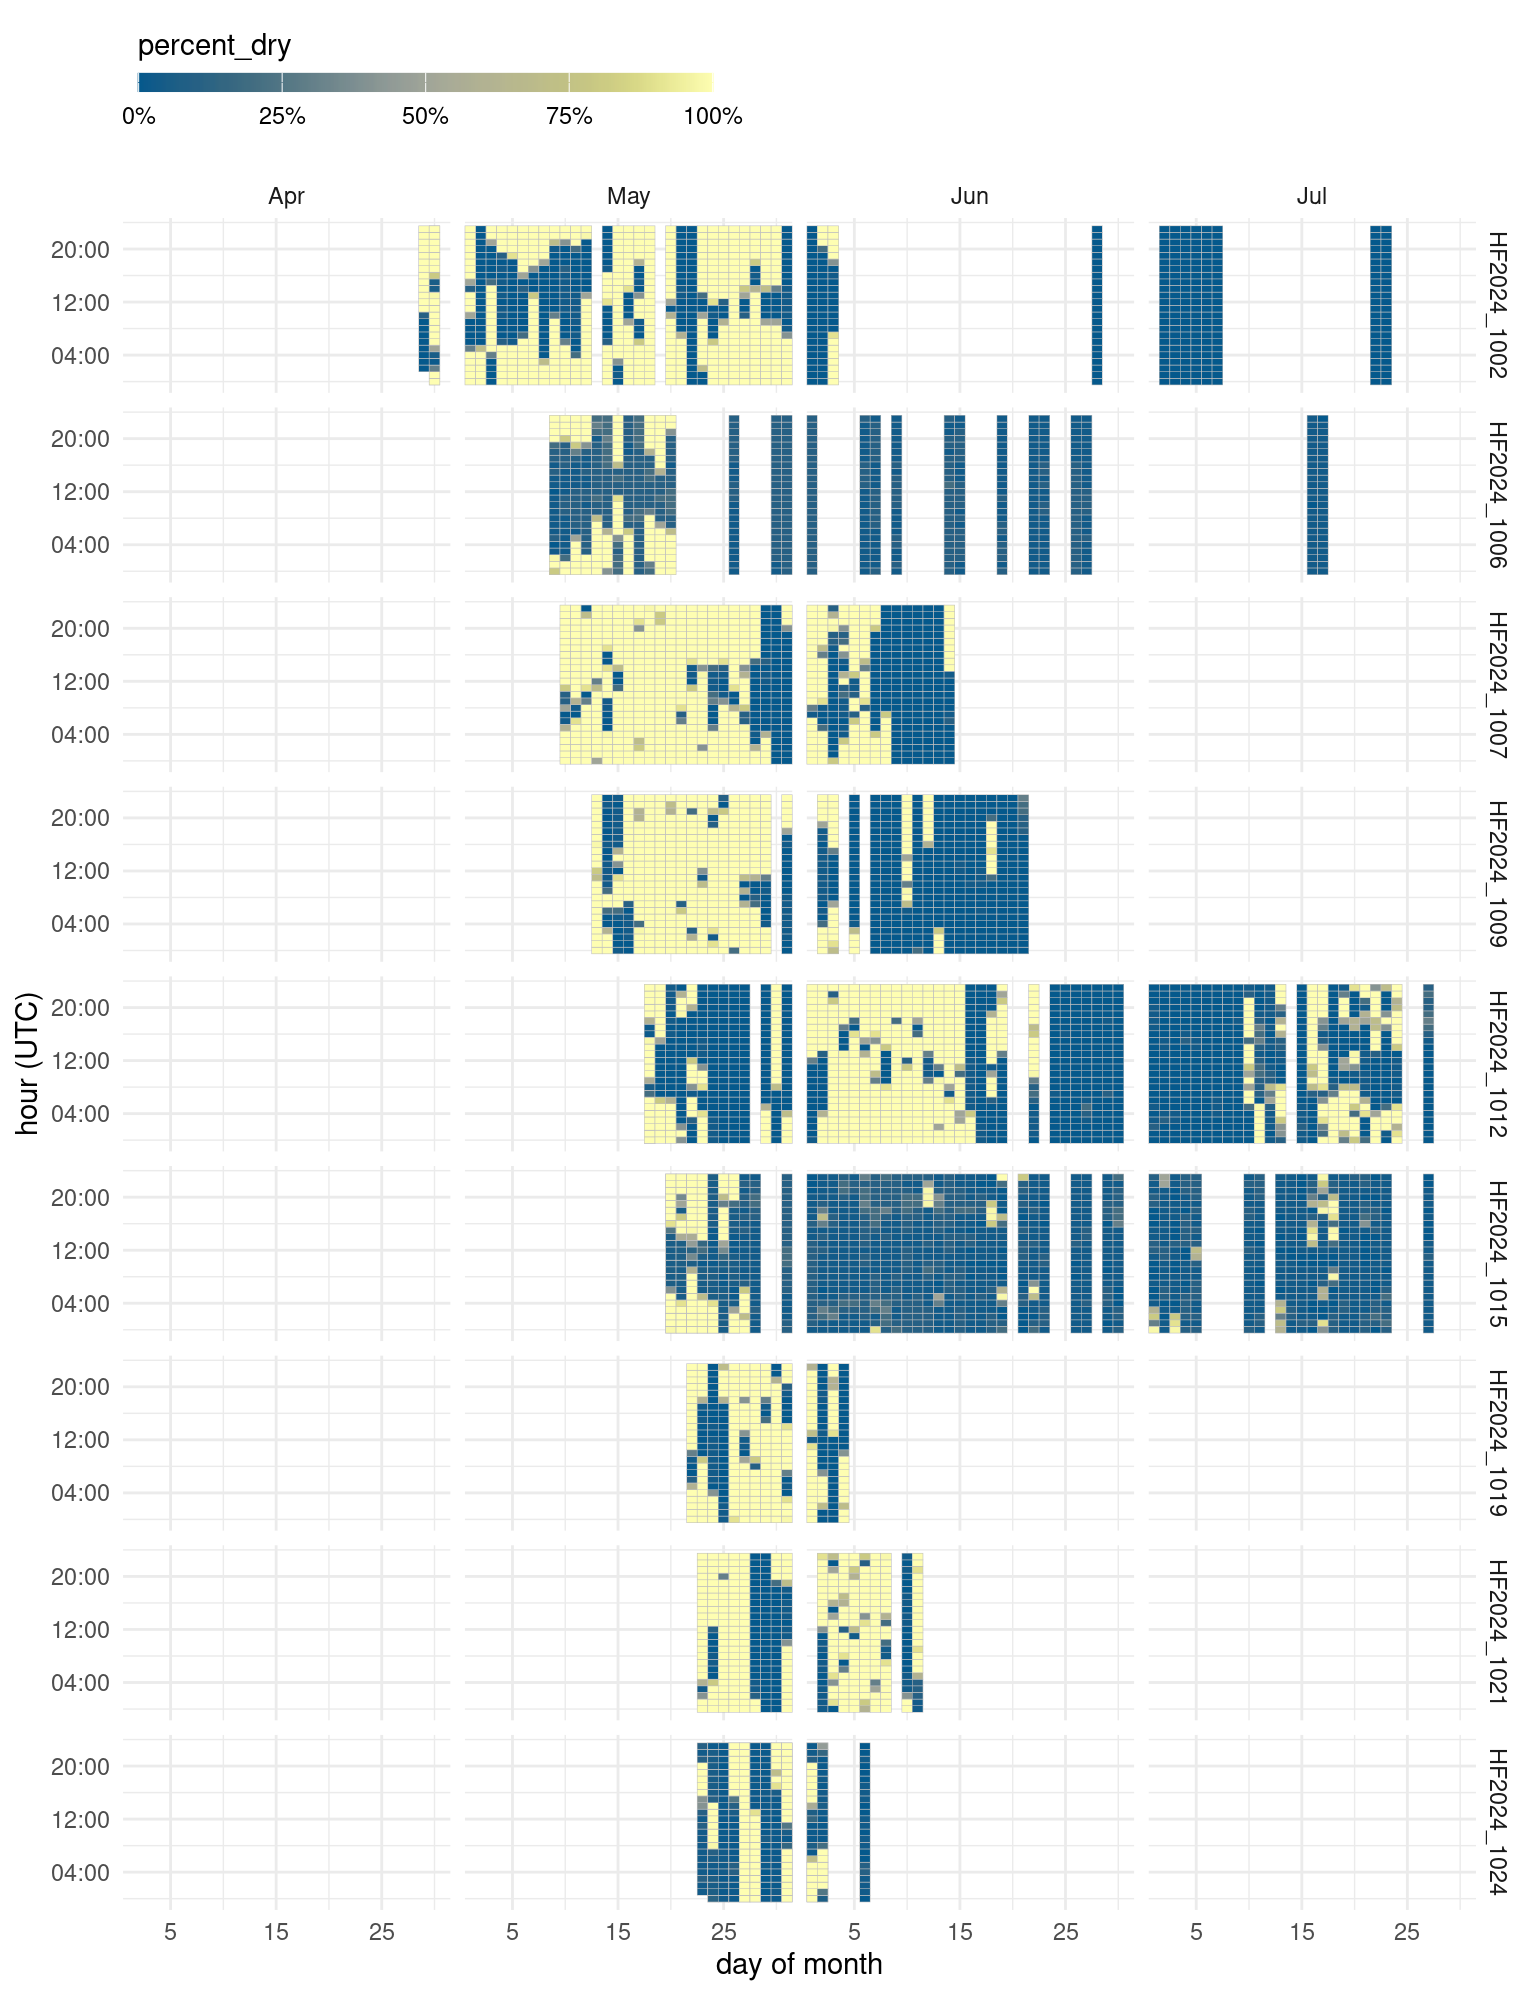 percent_dry
0% 25% 50% 75% 100%
Apr May Jun Jul
20:00
12:00
04:00
HF2024_1002
20:00
12:00
04:00
HF2024_1006
20:00
12:00
04:00
HF2024_1007
20:00
12:00
04:00
HF2024_1009
hour (UTC)
20:00
12:00
04:00
HF2024_1012
20:00
12:00
04:00
HF2024_1015
20:00
12:00
04:00
HF2024_1019
20:00
12:00
04:00
HF2024_1021
20:00
12:00
04:00
HF2024_1024
5 15 25 5 15 25 5 15 25 5 15 25
day of month